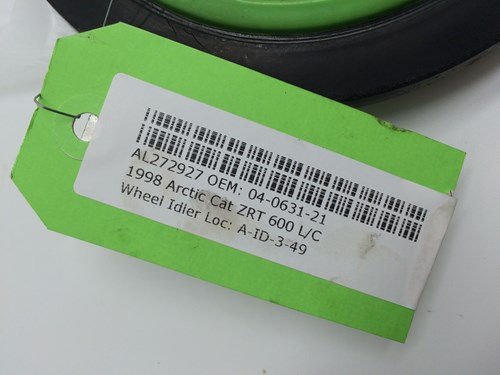 AL272927 OEM: 04-0631-21
1998 Arctic Cat ZRT 600 L/C
Wheel Idler Loc: A-ID-3-49